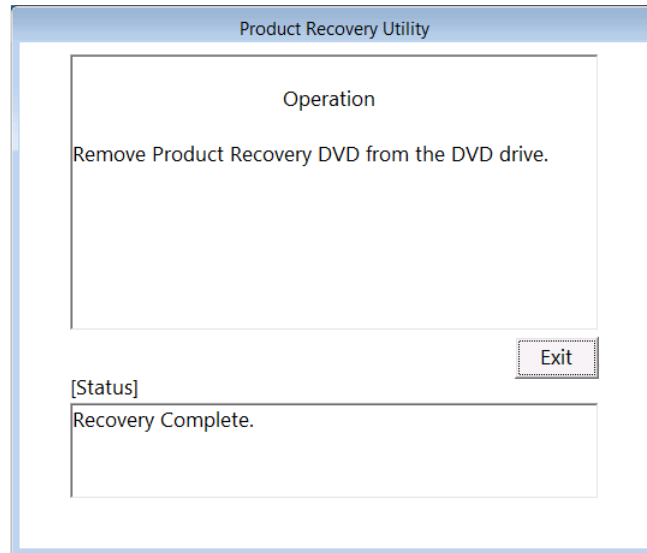 Product Recovery Utility
Operation
Remove Product Recovery DVD from the DVD drive.
Exit
[Status]
Recovery Complete.